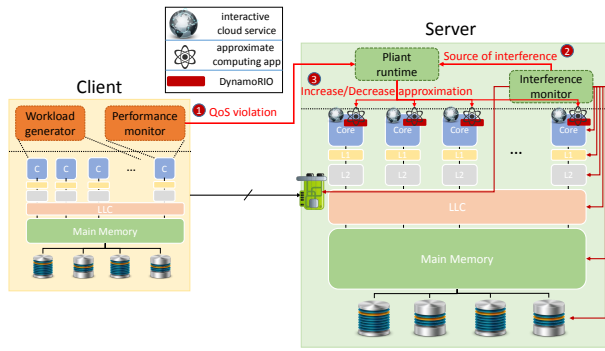 interactive
cloud service
approximate
computing app
DynamoRIO
Client
Workload
generator
Performance
monitor
1 QoS violation
C C C ... C
LLC
Main Memory
Server
Pliant
runtime
Source of interference 2
Interference
monitor
3 Increase/Decrease approximation
Core Core Core ... Core
L2 L2 L2 L2
LLC
Main Memory